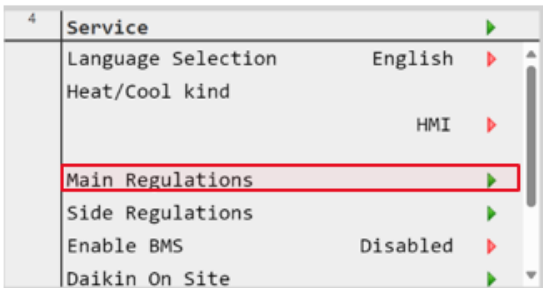 4
Service
Language Selection English
Heat/Cool kind
HMI
Main Regulations
Side Regulations
Enable BMS Disabled
Daikin On Site